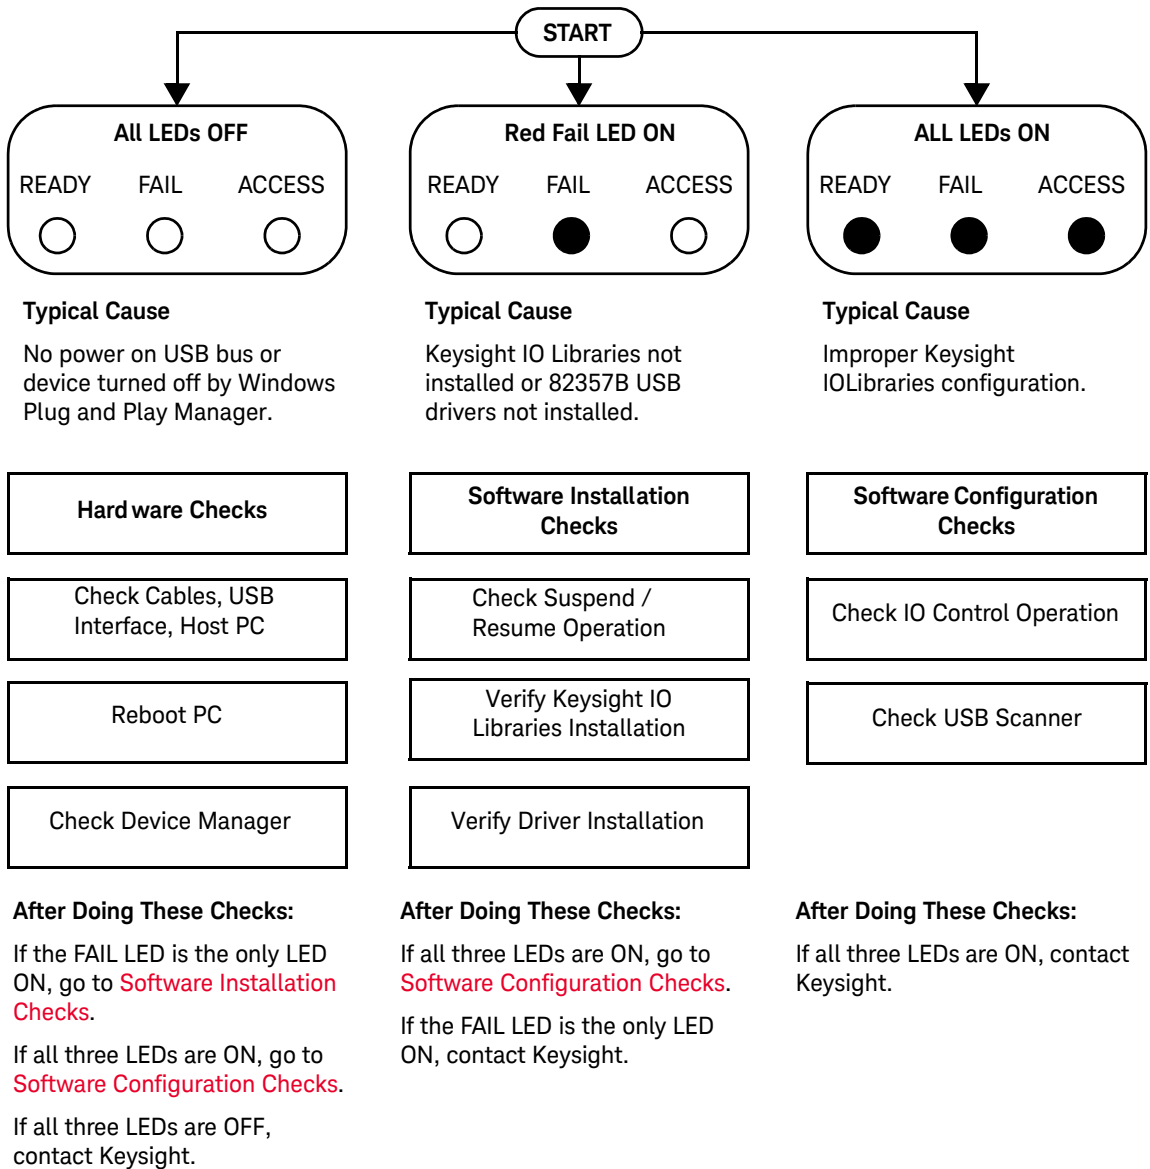 START
All LEDs OFF
READY FAIL ACCESS
Typical Cause
No power on USB bus or
device turned off by Windows
Plug and Play Manager.
Hardware Checks
Check Cables, USB
Interface, Host PC
Reboot PC
Check Device Manager
After Doing These Checks:
If the FAIL LED is the only LED
ON, go to Software Installation
Checks.
If all three LEDs are ON, go to
Software Configuration Checks.
If all three LEDs are OFF,
contact Keysight.
Red Fail LED ON
READY FAIL ACCESS
Typical Cause
Keysight IO Libraries not
installed or 82357B USB
drivers not installed.
Software Installation
Checks
Check Suspend /
Resume Operation
Verify Keysight IO
Libraries Installation
Verify Driver Installation
After Doing These Checks:
If all three LEDs are ON, go to
Software Configuration Checks.
If the FAIL LED is the only LED
ON, contact Keysight.
ALL LEDs ON
READY FAIL ACCESS
Typical Cause
Improper Keysight
IOLibraries configuration.
Software Configuration
Checks
Check IO Control Operation
Check USB Scanner
After Doing These Checks:
If all three LEDs are ON, contact
Keysight.